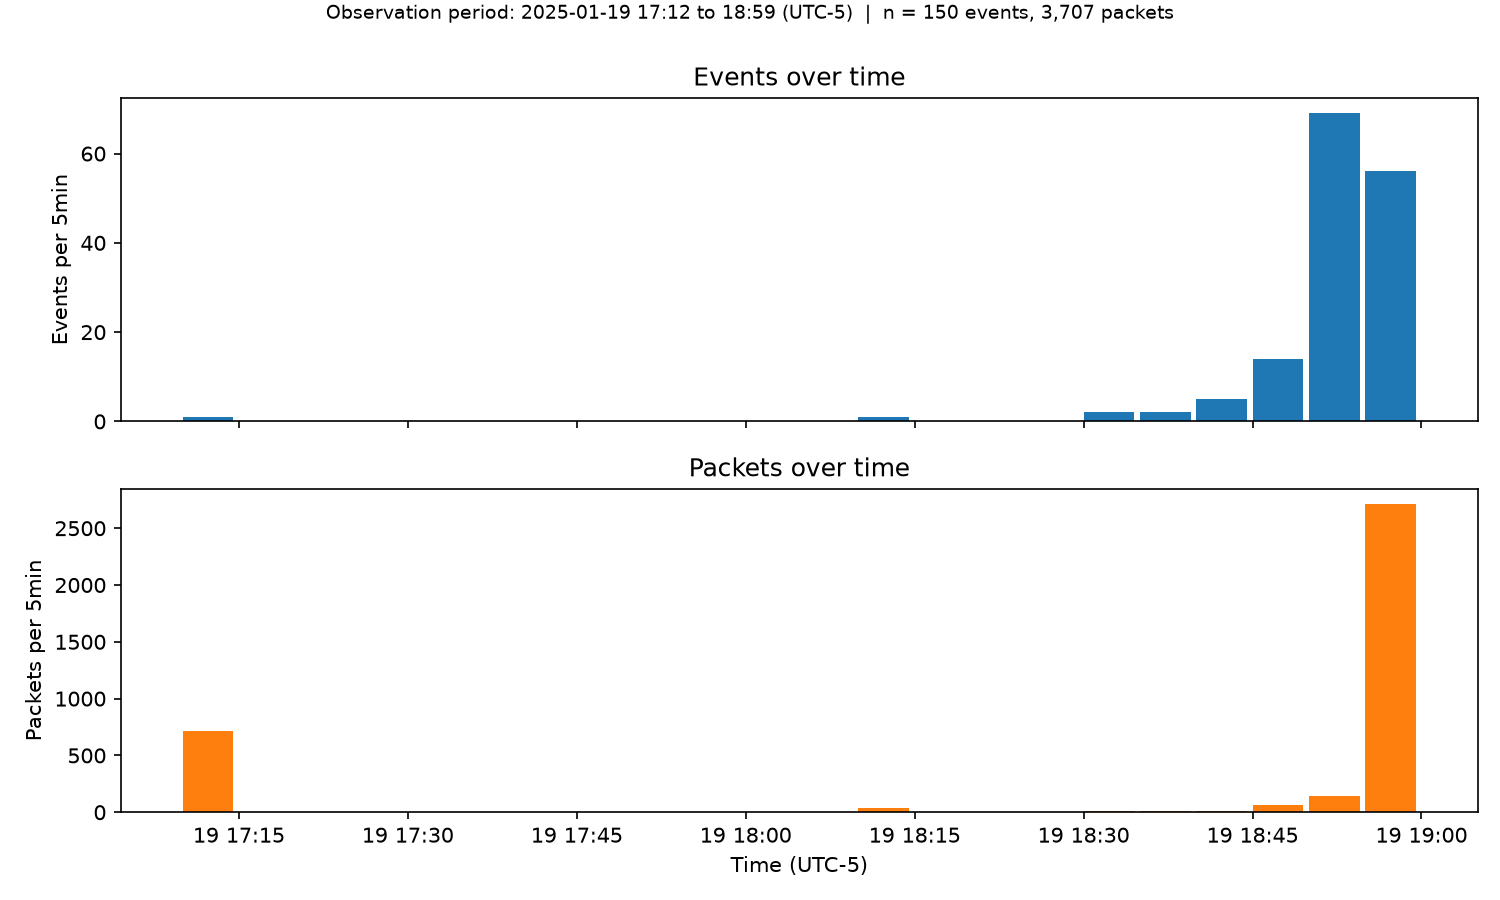 Observation period: 2025-01-19 17:12 to 18:59 (UTC-5)  |  n = 150 events, 3,707 packets
Events over time
Events per 5min
60
40
20
0
Packets over time
Packets per 5min
2500
2000
1500
1000
500
0
19 17:15 19 17:30 19 17:45 19 18:00 19 18:15 19 18:30 19 18:45 19 19:00
Time (UTC-5)